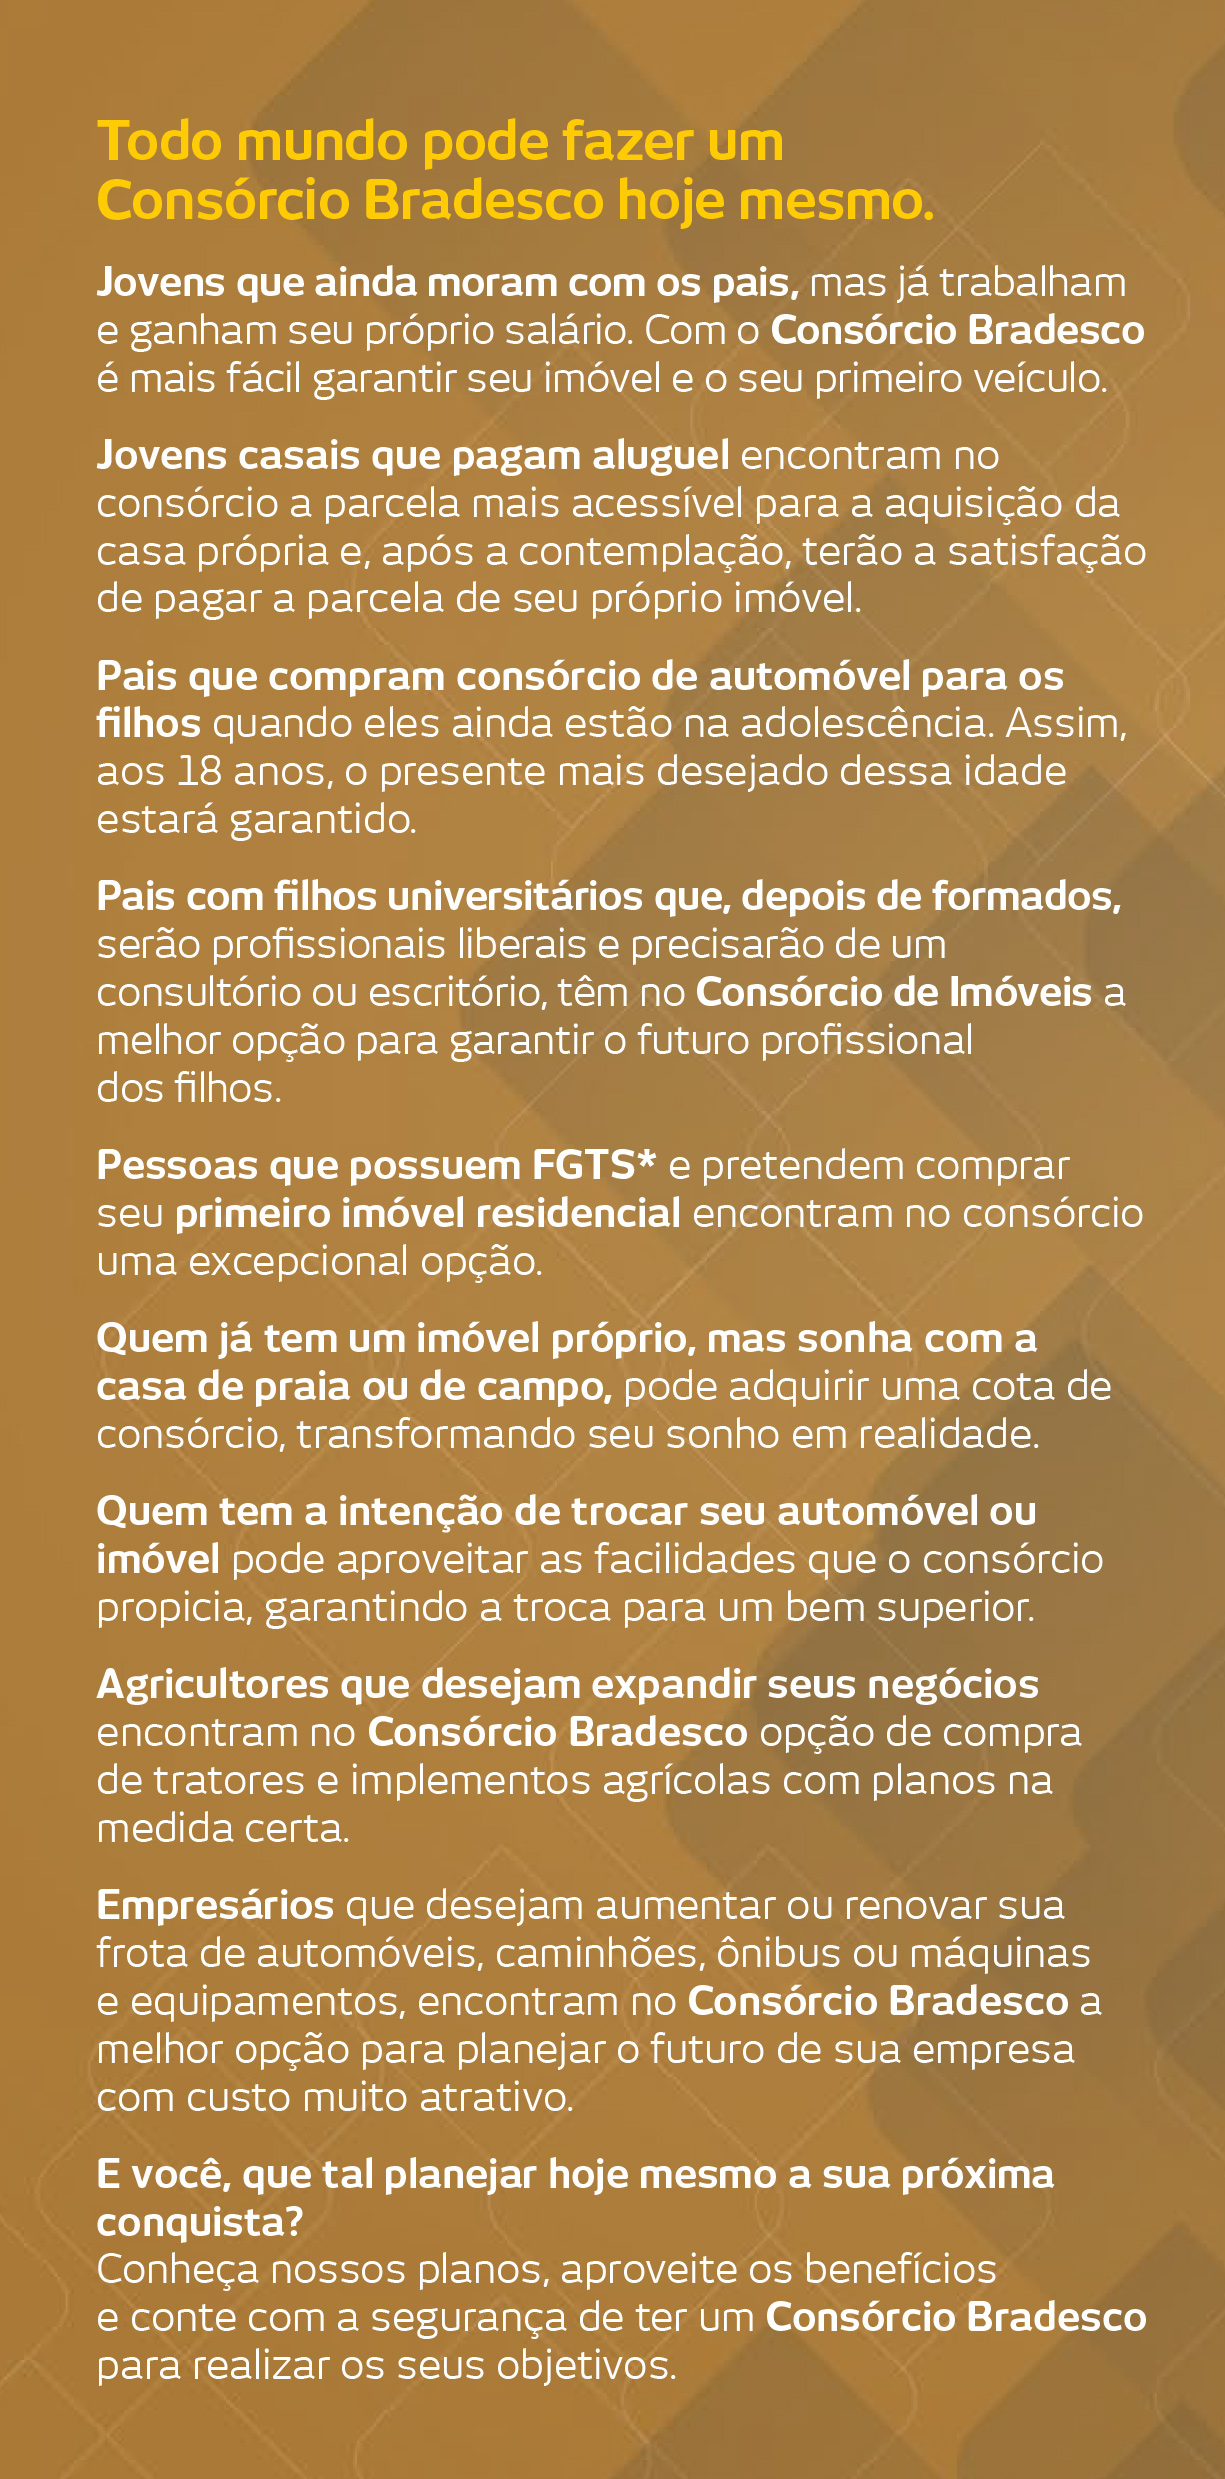 Todo mundo pode fazer um
Consórcio Bradesco hoje mesmo.
Jovens que ainda moram com os pais, mas já trabalham
e ganham seu próprio salário. Com o Consórcio Bradesco
é mais fácil garantir seu imóvel e o seu primeiro veículo.
Jovens casais que pagam aluguel encontram no
consórcio a parcela mais acessível para a aquisição da
casa própria e, após a contemplação, terão a satisfação
de pagar a parcela de seu próprio imóvel.
Pais que compram consórcio de automóvel para os
filhos quando eles ainda estão na adolescência. Assim,
aos 18 anos, o presente mais desejado dessa idade
estará garantido.
Pais com filhos universitários que, depois de formados,
serão profissionais liberais e precisarão de um
consultório ou escritório, têm no Consórcio de Imóveis a
melhor opção para garantir o futuro profissional
dos filhos.
Pessoas que possuem FGTS* e pretendem comprar
seu primeiro imóvel residencial encontram no consórcio
uma excepcional opção.
Quem já tem um imóvel próprio, mas sonha com a
casa de praia ou de campo, pode adquirir uma cota de
consórcio, transformando seu sonho em realidade.
Quem tem a intenção de trocar seu automóvel ou
imóvel pode aproveitar as facilidades que o consórcio
propicia, garantindo a troca para um bem superior.
Agricultores que desejam expandir seus negócios
encontram no Consórcio Bradesco opção de compra
de tratores e implementos agrícolas com planos na
medida certa.
Empresários que desejam aumentar ou renovar sua
frota de automóveis, caminhões, ônibus ou máquinas
e equipamentos, encontram no Consórcio Bradesco a
melhor opção para planejar o futuro de sua empresa
com custo muito atrativo.
E você, que tal planejar hoje mesmo a sua próxima
conquista?
Conheça nossos planos, aproveite os benefícios
e conte com a segurança de ter um Consórcio Bradesco
para realizar os seus objetivos.